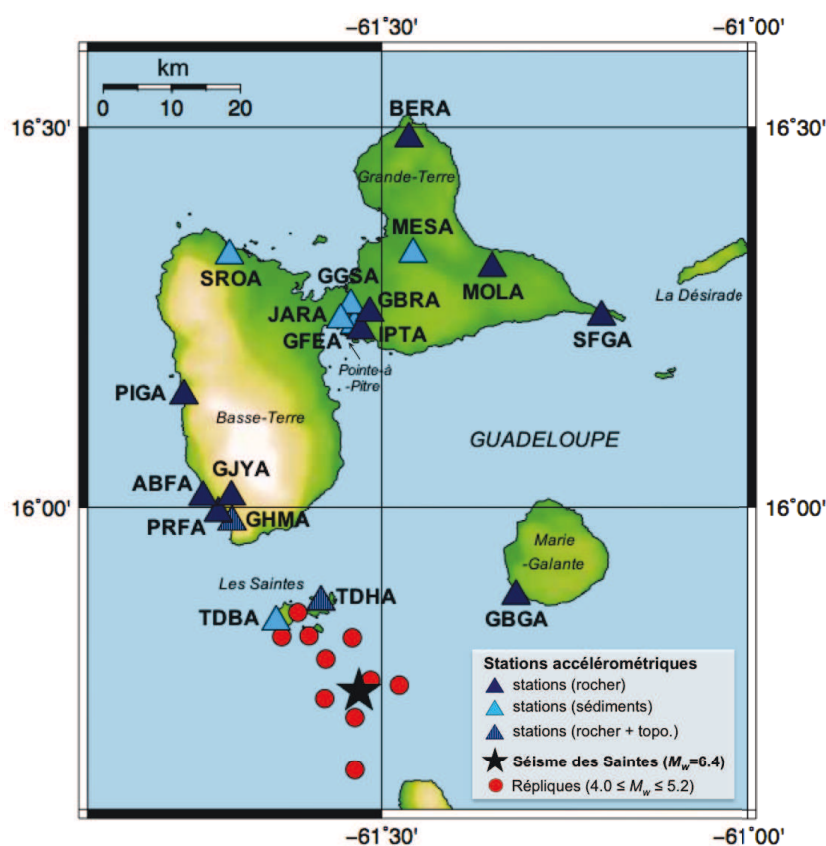 -61°30'
-61°00'
km
0
10
20
BERA
16°30'
16°30'
Grande-Terre
MESA
SROA
GGSA
MOLA
La Désirade
GBRA
JARA
GFEA
IPTA
SFGA
Pointe-à
-Pitre
PIGA
Basse-Terre
GUADELOUPE
ABFA
GJYA
16°00'
16°00'
PRFA
GHMA
Marie
-Galante
Les Saintes
TDHA
TDBA
GBGA
Stations accélérométriques
stations (rocher)
stations (sédiments)
stations (rocher + topo.)
Séisme des Saintes (Mw=6.4)
Répliques (4.0 ≤ Mw ≤ 5.2)
-61°30'
-61°00'